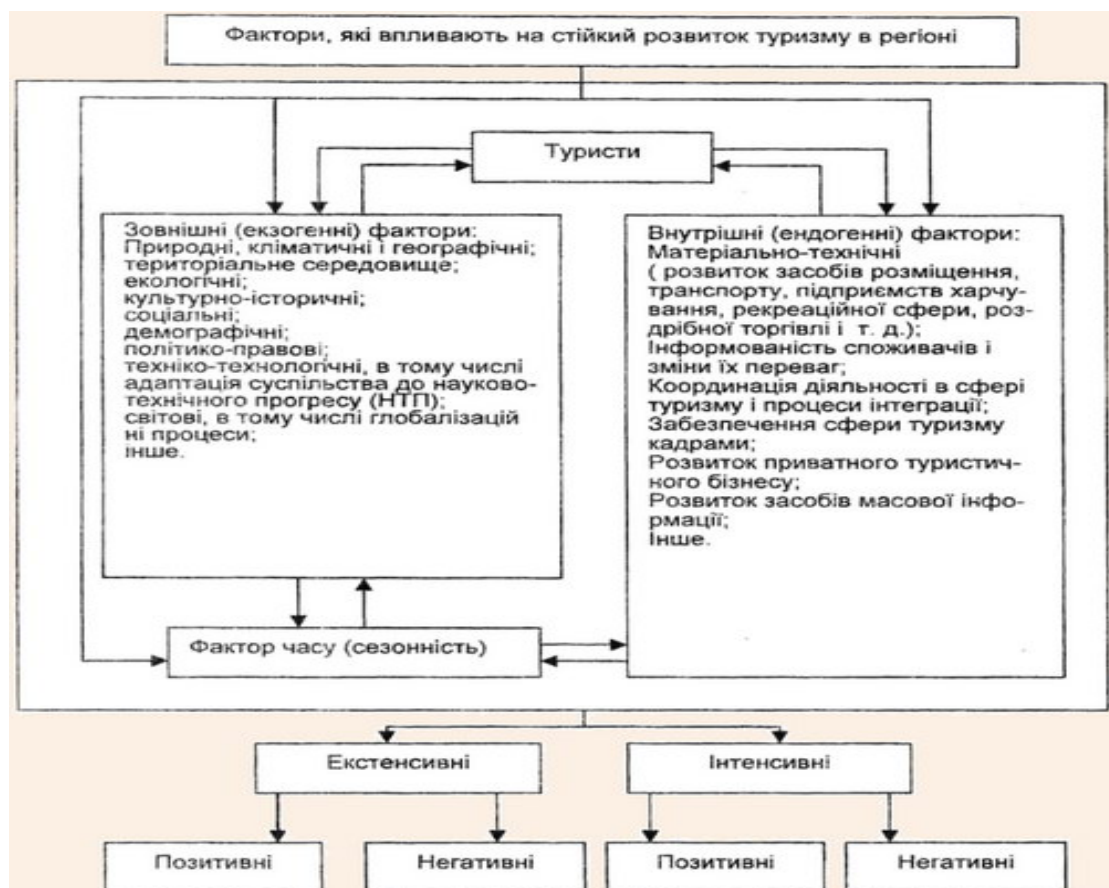 Фактори, які впливають на стійкий розвиток туризму в регіоні
Туристи
Зовнішні (екзогенні) фактори:
Природні, кліматичні і географічні;
територіальне середовище;
екологічні;
культурно-історичні;
соціальні;
демографічні;
політико-правові;
техніко-технологічні, в тому числі
адаптація суспільства до науково-
технічного прогресу (НТП);
світові, в тому числі глобалізацій
ні процеси;
інше.
Внутрішні (ендогенні) фактори:
Матеріально-технічні
( розвиток засобів розміщення,
транспорту, підприємств харчу-
вання, рекреаційної сфери, роз-
дрібної торгівлі і т. д.);
Інформованість споживачів і
зміни їх переваг;
Координація діяльності в сфері
туризму і процеси інтеграції;
Забезпечення сфери туризму
кадрами;
Розвиток приватного туристич-
ного бізнесу;
Розвиток засобів масової інфо-
рмації;
Інше.
Фактор часу (сезонність)
Екстенсивні
Інтенсивні
Позитивні
Негативні
Позитивні
Негативні